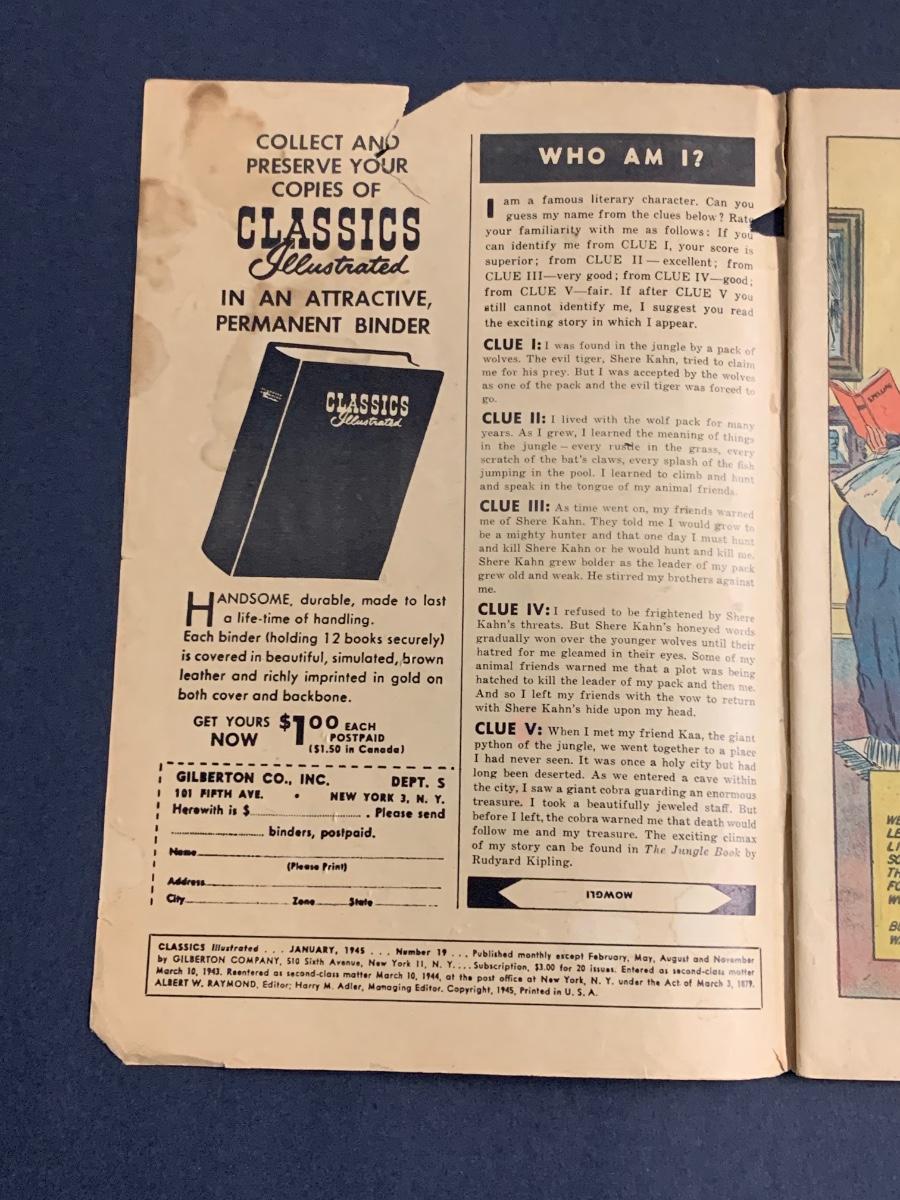 COLLECT AND
PRESERVE YOUR
COPIES OF
CLASSICS
Illustrated
IN AN ATTRACTIVE,
PERMANENT BINDER
CLASSICS
Illustrated
HANDSOME, durable, made to last
a life-time of handling.
Each binder (holding 12 books securely)
is covered in beautiful, simulated, brown
leather and richly imprinted in gold on
both cover and backbone.
GET YOURS NOW $1.00 EACH POSTPAID
($1.50 in Canada)
GILBERTON CO., INC. DEPT. S
101 FIFTH AVE. • NEW YORK 3, N. Y.
Herewith is $ . Please send
binders, postpaid.
Name
(Please Print)
Address
City Zone State
WHO AM I?
I am a famous literary character. Can you
guess my name from the clues below? Rate
your familiarity with me as follows: If you
can identify me from CLUE I, your score is
superior; from CLUE II — excellent; from
CLUE III—very good; from CLUE IV—good;
from CLUE V—fair. If after CLUE V you
still cannot identify me, I suggest you read
the exciting story in which I appear.
CLUE I: I was found in the jungle by a pack of
wolves. The evil tiger, Shere Kahn, tried to claim
me for his prey. But I was accepted by the wolves
as one of the pack and the evil tiger was forced to
go.
CLUE II: I lived with the wolf pack for many
years. As I grew, I learned the meaning of things
in the jungle — every rustle in the grass, every
scratch of the bat's claws, every splash of the fish
jumping in the pool. I learned to climb and hunt
and speak in the tongue of my animal friends.
CLUE III: As time went on, my friends warned
me of Shere Kahn. They told me I would grow to
be a mighty hunter and that one day I must hunt
and kill Shere Kahn or he would hunt and kill me.
Shere Kahn grew bolder as the leader of my pack
grew old and weak. He stirred my brothers against
me.
CLUE IV: I refused to be frightened by Shere
Kahn's threats. But Shere Kahn's honeyed words
gradually won over the younger wolves until their
hatred for me gleamed in their eyes. Some of my
animal friends warned me that a plot was being
hatched to kill the leader of my pack and then me.
And so I left my friends with the vow to return
with Shere Kahn's hide upon my head.
CLUE V: When I met my friend Kaa, the giant
python of the jungle, we went together to a place
I had never seen. It was once a holy city but had
long been deserted. As we entered a cave within
the city, I saw a giant cobra guarding an enormous
treasure. I took a beautifully jeweled staff. But
before I left, the cobra warned me that death would
follow me and my treasure. The exciting climax
of my story can be found in The Jungle Book by
Rudyard Kipling.
MOWGLI
CLASSICS Illustrated . . . JANUARY, 1945 . . . Number 19 . . . Published monthly except February, May, August and November
by GILBERTON COMPANY, 510 Sixth Avenue, New York 11, N. Y. . . . Subscription, $3.00 for 20 issues. Entered as second-class matter
March 10, 1943. Reentered as second-class matter March 10, 1944, at the post office at New York, N. Y. under the Act of March 3, 1879.
ALBERT W. RAYMOND, Editor; Harry M. Adler, Managing Editor. Copyright, 1945, Printed in U. S. A.
SPELLING